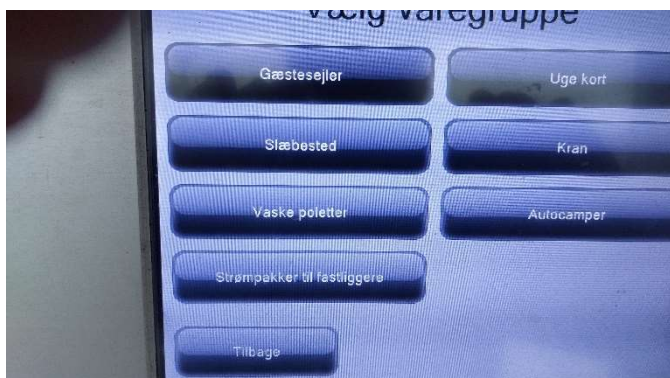 Vælg varegruppe
Gæstesejler
Uge kort
Slæbested
Kran
Vaske poletter
Autocamper
Strømpakker til fastliggere
Tilbage